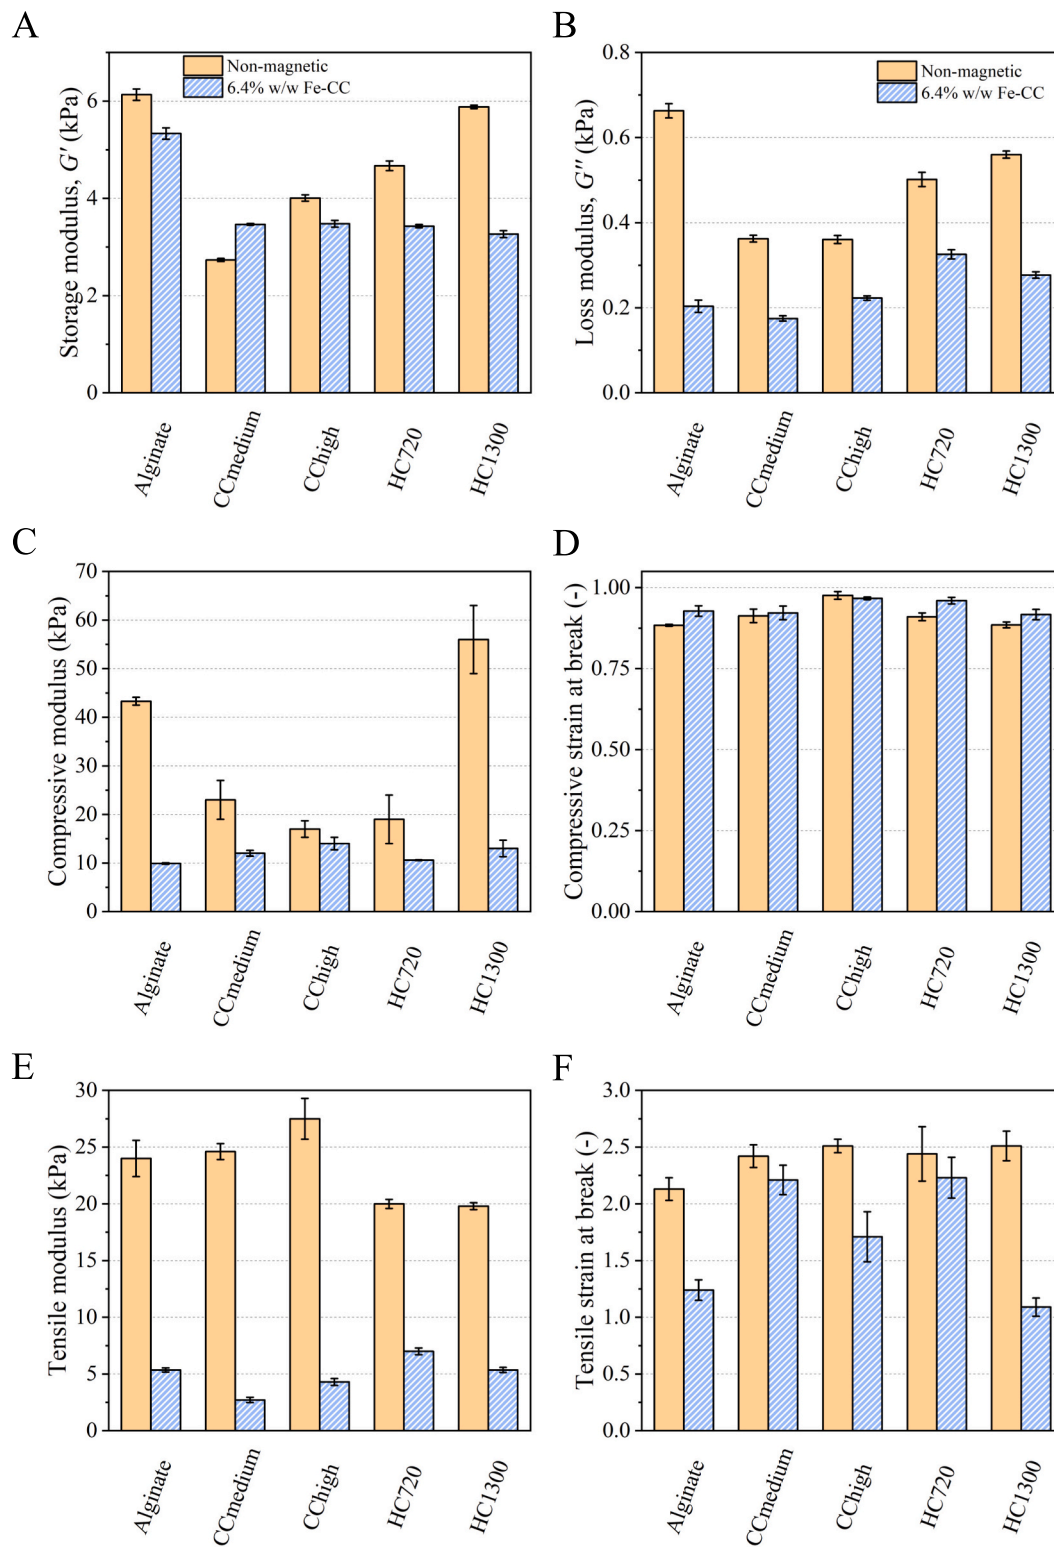 A
Storage modulus, G′ (kPa)
6
4
2
0
Non-magnetic
6.4% w/w Fe-CC
Alginate
CCmedium
CChigh
HC720
HC1300
B
Loss modulus, G″ (kPa)
0.8
0.6
0.4
0.2
0.0
Non-magnetic
6.4% w/w Fe-CC
Alginate
CCmedium
CChigh
HC720
HC1300
C
Compressive modulus (kPa)
70
60
50
40
30
20
10
0
Alginate
CCmedium
CChigh
HC720
HC1300
D
Compressive strain at break (-)
1.00
0.75
0.50
0.25
0.00
Alginate
CCmedium
CChigh
HC720
HC1300
E
Tensile modulus (kPa)
30
25
20
15
10
5
0
Alginate
CCmedium
CChigh
HC720
HC1300
F
Tensile strain at break (-)
3.0
2.5
2.0
1.5
1.0
0.5
0.0
Alginate
CCmedium
CChigh
HC720
HC1300